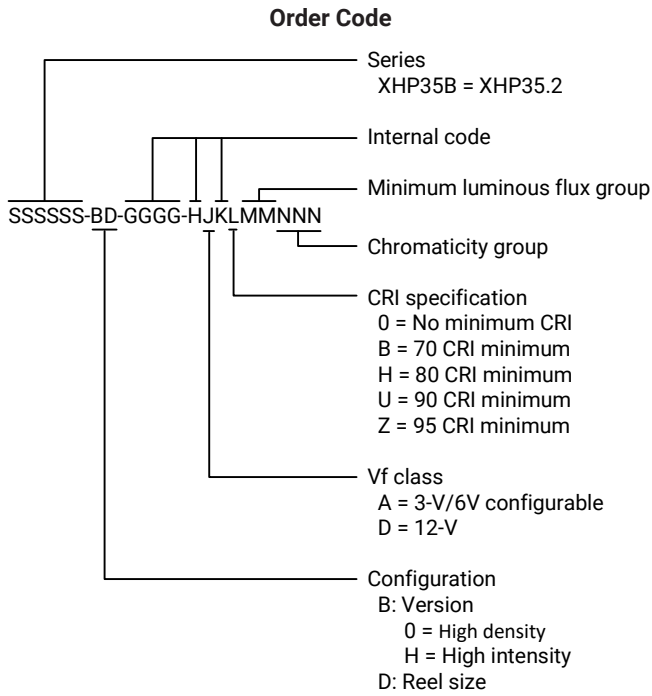 Order Code
Series
XHP35B = XHP35.2
Internal code
Minimum luminous flux group
SSSSSS-BD-GGGG-HJKLMMNNN
Chromaticity group
CRI specification
0 = No minimum CRI
B = 70 CRI minimum
H = 80 CRI minimum
U = 90 CRI minimum
Z = 95 CRI minimum
Vf class
A = 3-V/6V configurable
D = 12-V
Configuration
B: Version
0 = High density
H = High intensity
D: Reel size